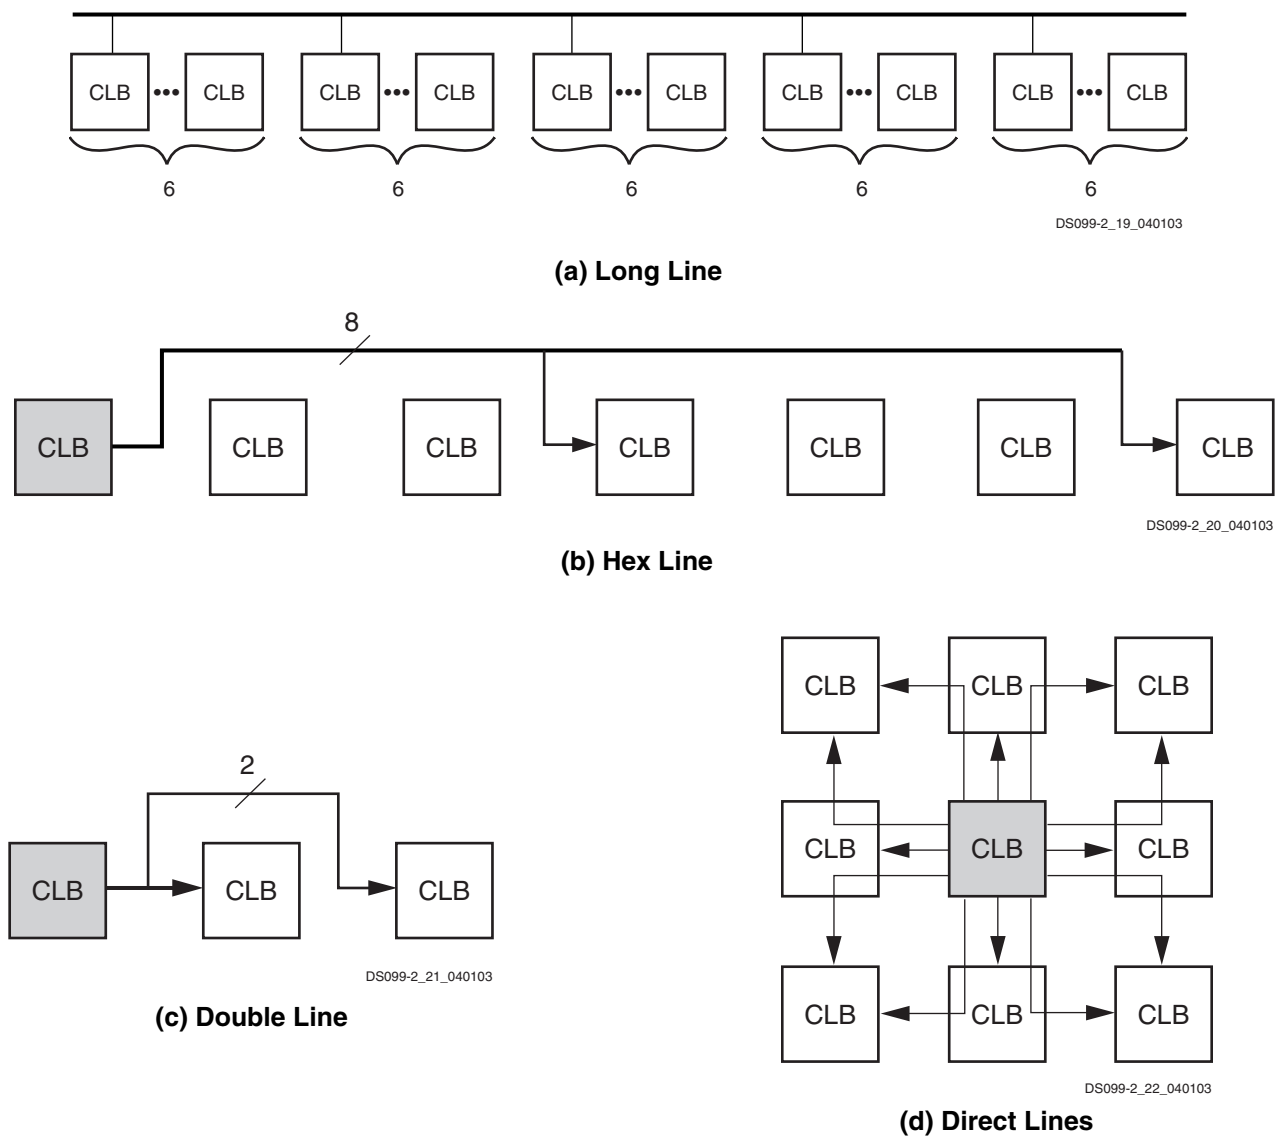 CLB ••• CLB CLB ••• CLB CLB ••• CLB CLB ••• CLB CLB ••• CLB
6 6 6 6 6
DS099-2_19_040103
(a) Long Line
8
CLB CLB CLB CLB CLB CLB CLB
DS099-2_20_040103
(b) Hex Line
2
CLB CLB CLB
DS099-2_21_040103
(c) Double Line
CLB CLB CLB
CLB CLB CLB
CLB CLB CLB
DS099-2_22_040103
(d) Direct Lines